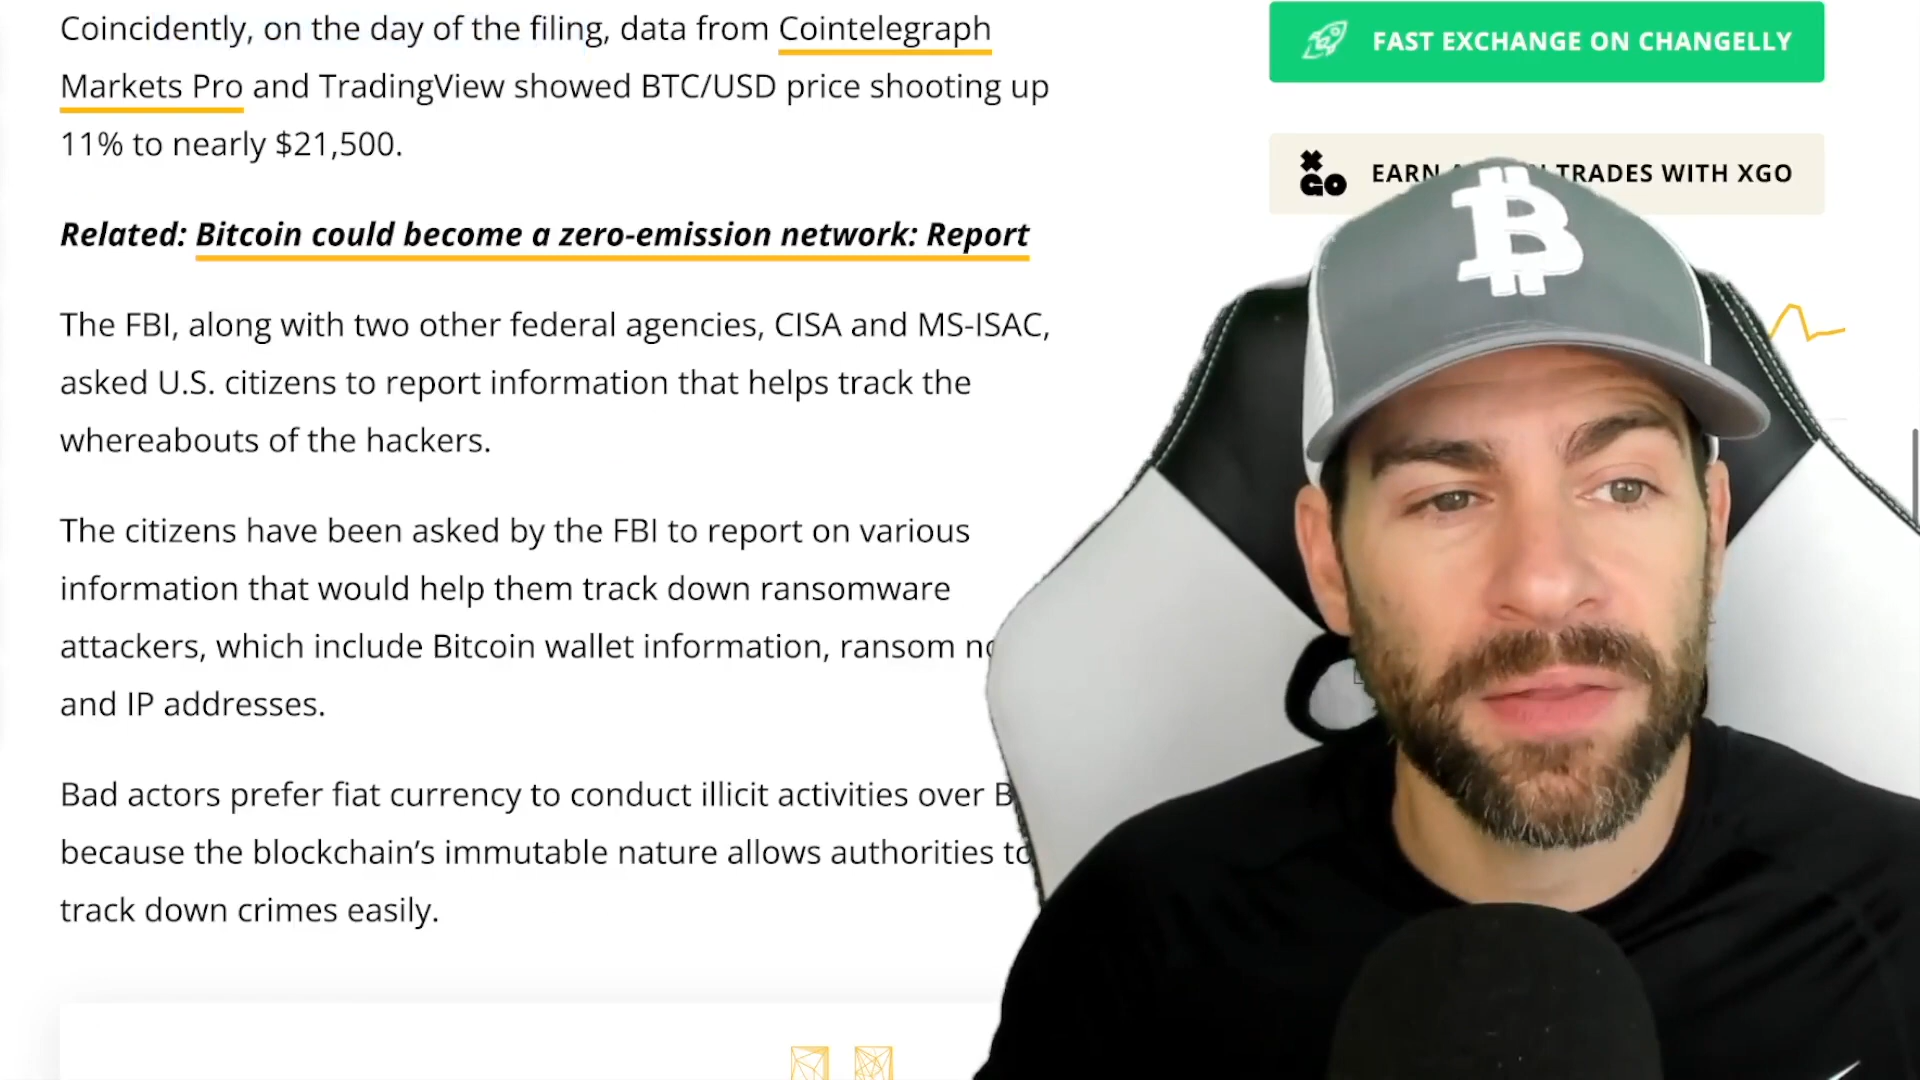 Coincidently, on the day of the filing, data from Cointelegraph
Markets Pro and TradingView showed BTC/USD price shooting up
11% to nearly $21,500.
Related: Bitcoin could become a zero-emission network: Report
The FBI, along with two other federal agencies, CISA and MS-ISAC,
asked U.S. citizens to report information that helps track the
whereabouts of the hackers.
The citizens have been asked by the FBI to report on various
information that would help them track down ransomware
attackers, which include Bitcoin wallet information, ransom
and IP addresses.
Bad actors prefer fiat currency to conduct illicit activities over
because the blockchain’s immutable nature allows authorities to
track down crimes easily.
FAST EXCHANGE ON CHANGELLY
GO
EARN TRADES WITH XGO